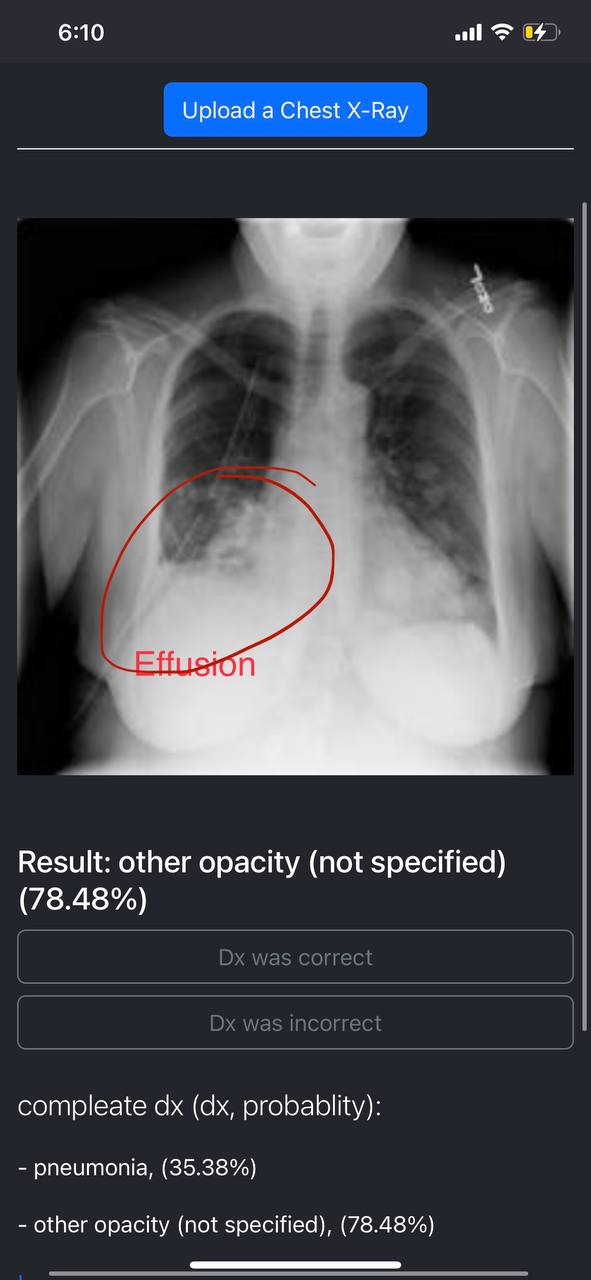 6:10
Upload a Chest X-Ray
Effusion
Result: other opacity (not specified)
(78.48%)
Dx was correct
Dx was incorrect
compleate dx (dx, probablity):
- pneumonia, (35.38%)
- other opacity (not specified), (78.48%)